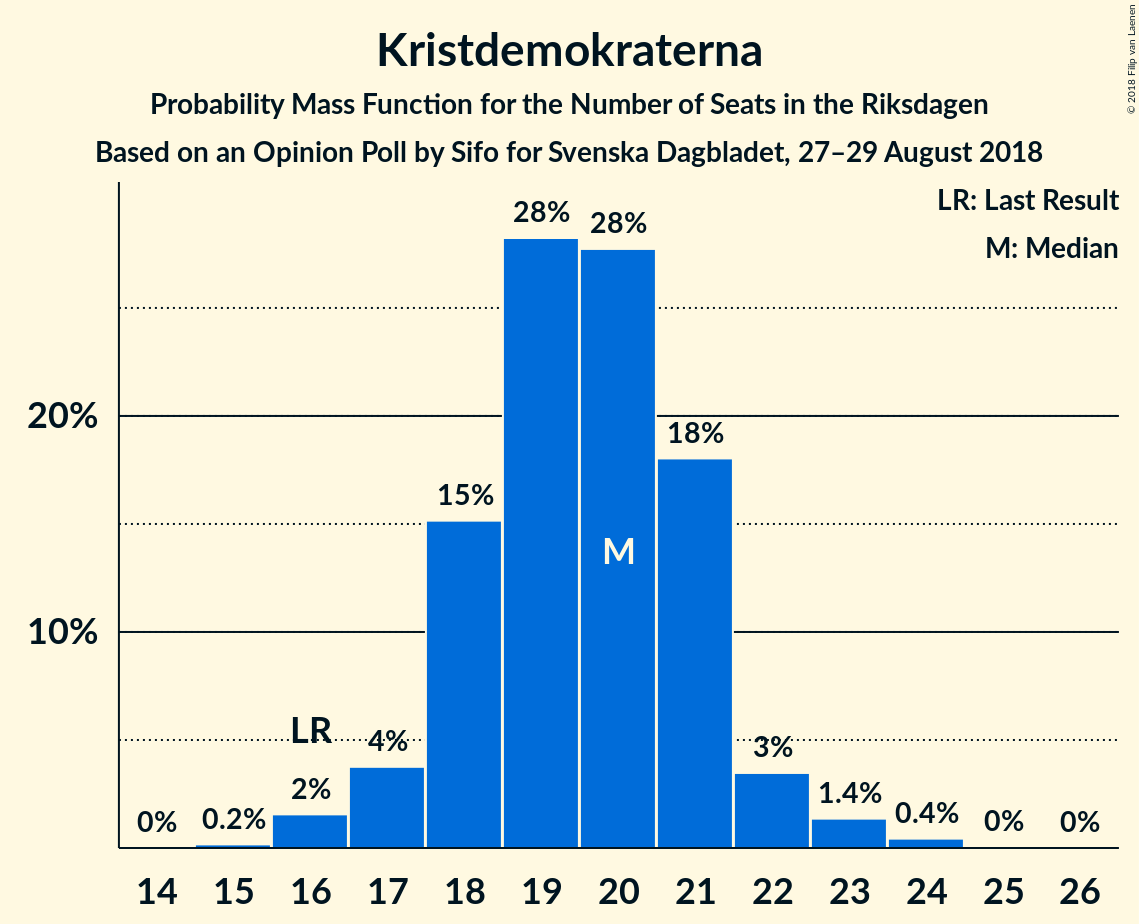 Kristdemokraterna
Probability Mass Function for the Number of Seats in the Riksdagen
Based on an Opinion Poll by Sifo for Svenska Dagbladet, 27–29 August 2018
© 2018 Filip van Laenen
LR: Last Result
M: Median
28%
28%
20%
18%
15%
M
10%
LR
4%
3%
2%
1.4%
0%
0.2%
0.4%
0%
0%
14 15 16 17 18 19 20 21 22 23 24 25 26